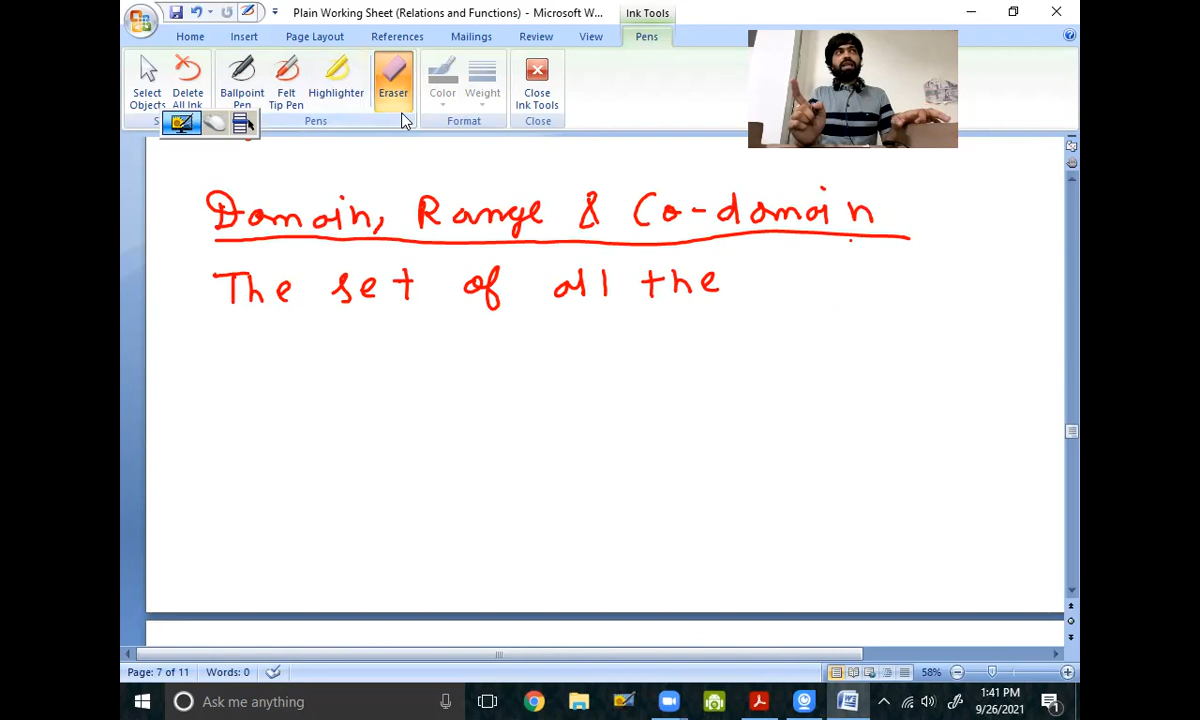 Plain Working Sheet (Relations and Functions) - Microsoft W...
Ink Tools
Home Insert Page Layout References Mailings Review View Pens
Select Objects
Delete All Ink
Ballpoint Pen
Felt Tip Pen
Highlighter
Eraser
Color
Weight
Close Ink Tools
S
Pens
Format
Close
Domain, Range & Co-domain
The set of all the
Page: 7 of 11 Words: 0 58%
Ask me anything
1:41 PM
9/26/2021
1